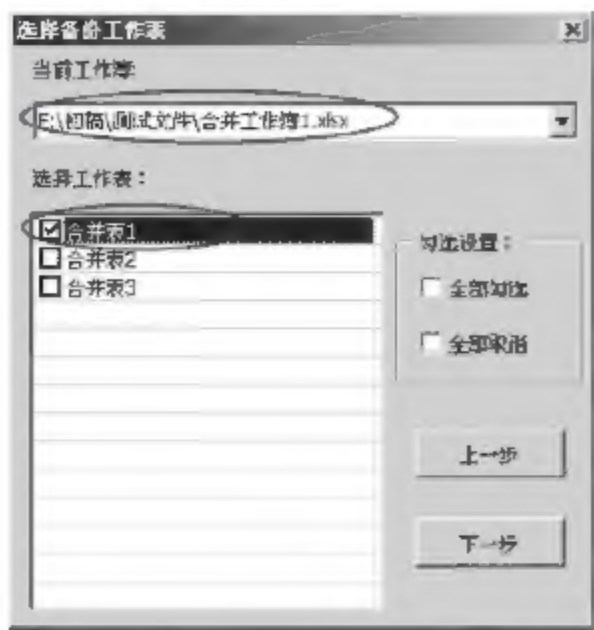 选择备份工作表
当前工作簿:
E:\初稿\测试文件\合并工作簿1.xlsx
选择工作表：
合并表1
合并表2
合并表3
勾选设置：
全部勾选
全部取消
上一步
下一步